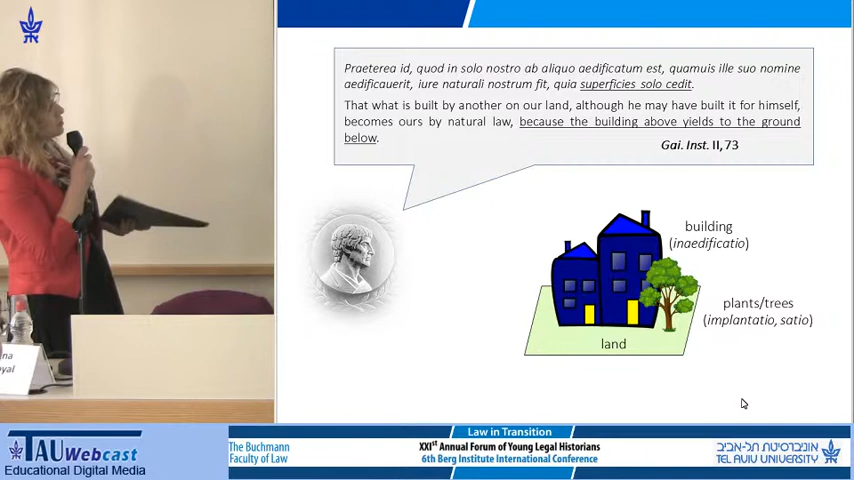 Praeterea id, quod in solo nostro ab aliquo aedificatum est, quamuis ille suo nomine
aedificauerit, iure naturali nostrum fit, quia superficies solo cedit.
That what is built by another on our land, although he may have built it for himself,
becomes ours by natural law, because the building above yields to the ground
below.
Gai. Inst. II, 73
building
(inaedificatio)
plants/trees
(implantatio, satio)
land
na
yal
TAU Webcast
Educational Digital Media
The Buchmann
Faculty of Law
Law in Transition
XXIst Annual Forum of Young Legal Historians
6th Berg Institute International Conference
אוניברסיטת תל-אביב
TEL AVIV UNIVERSITY